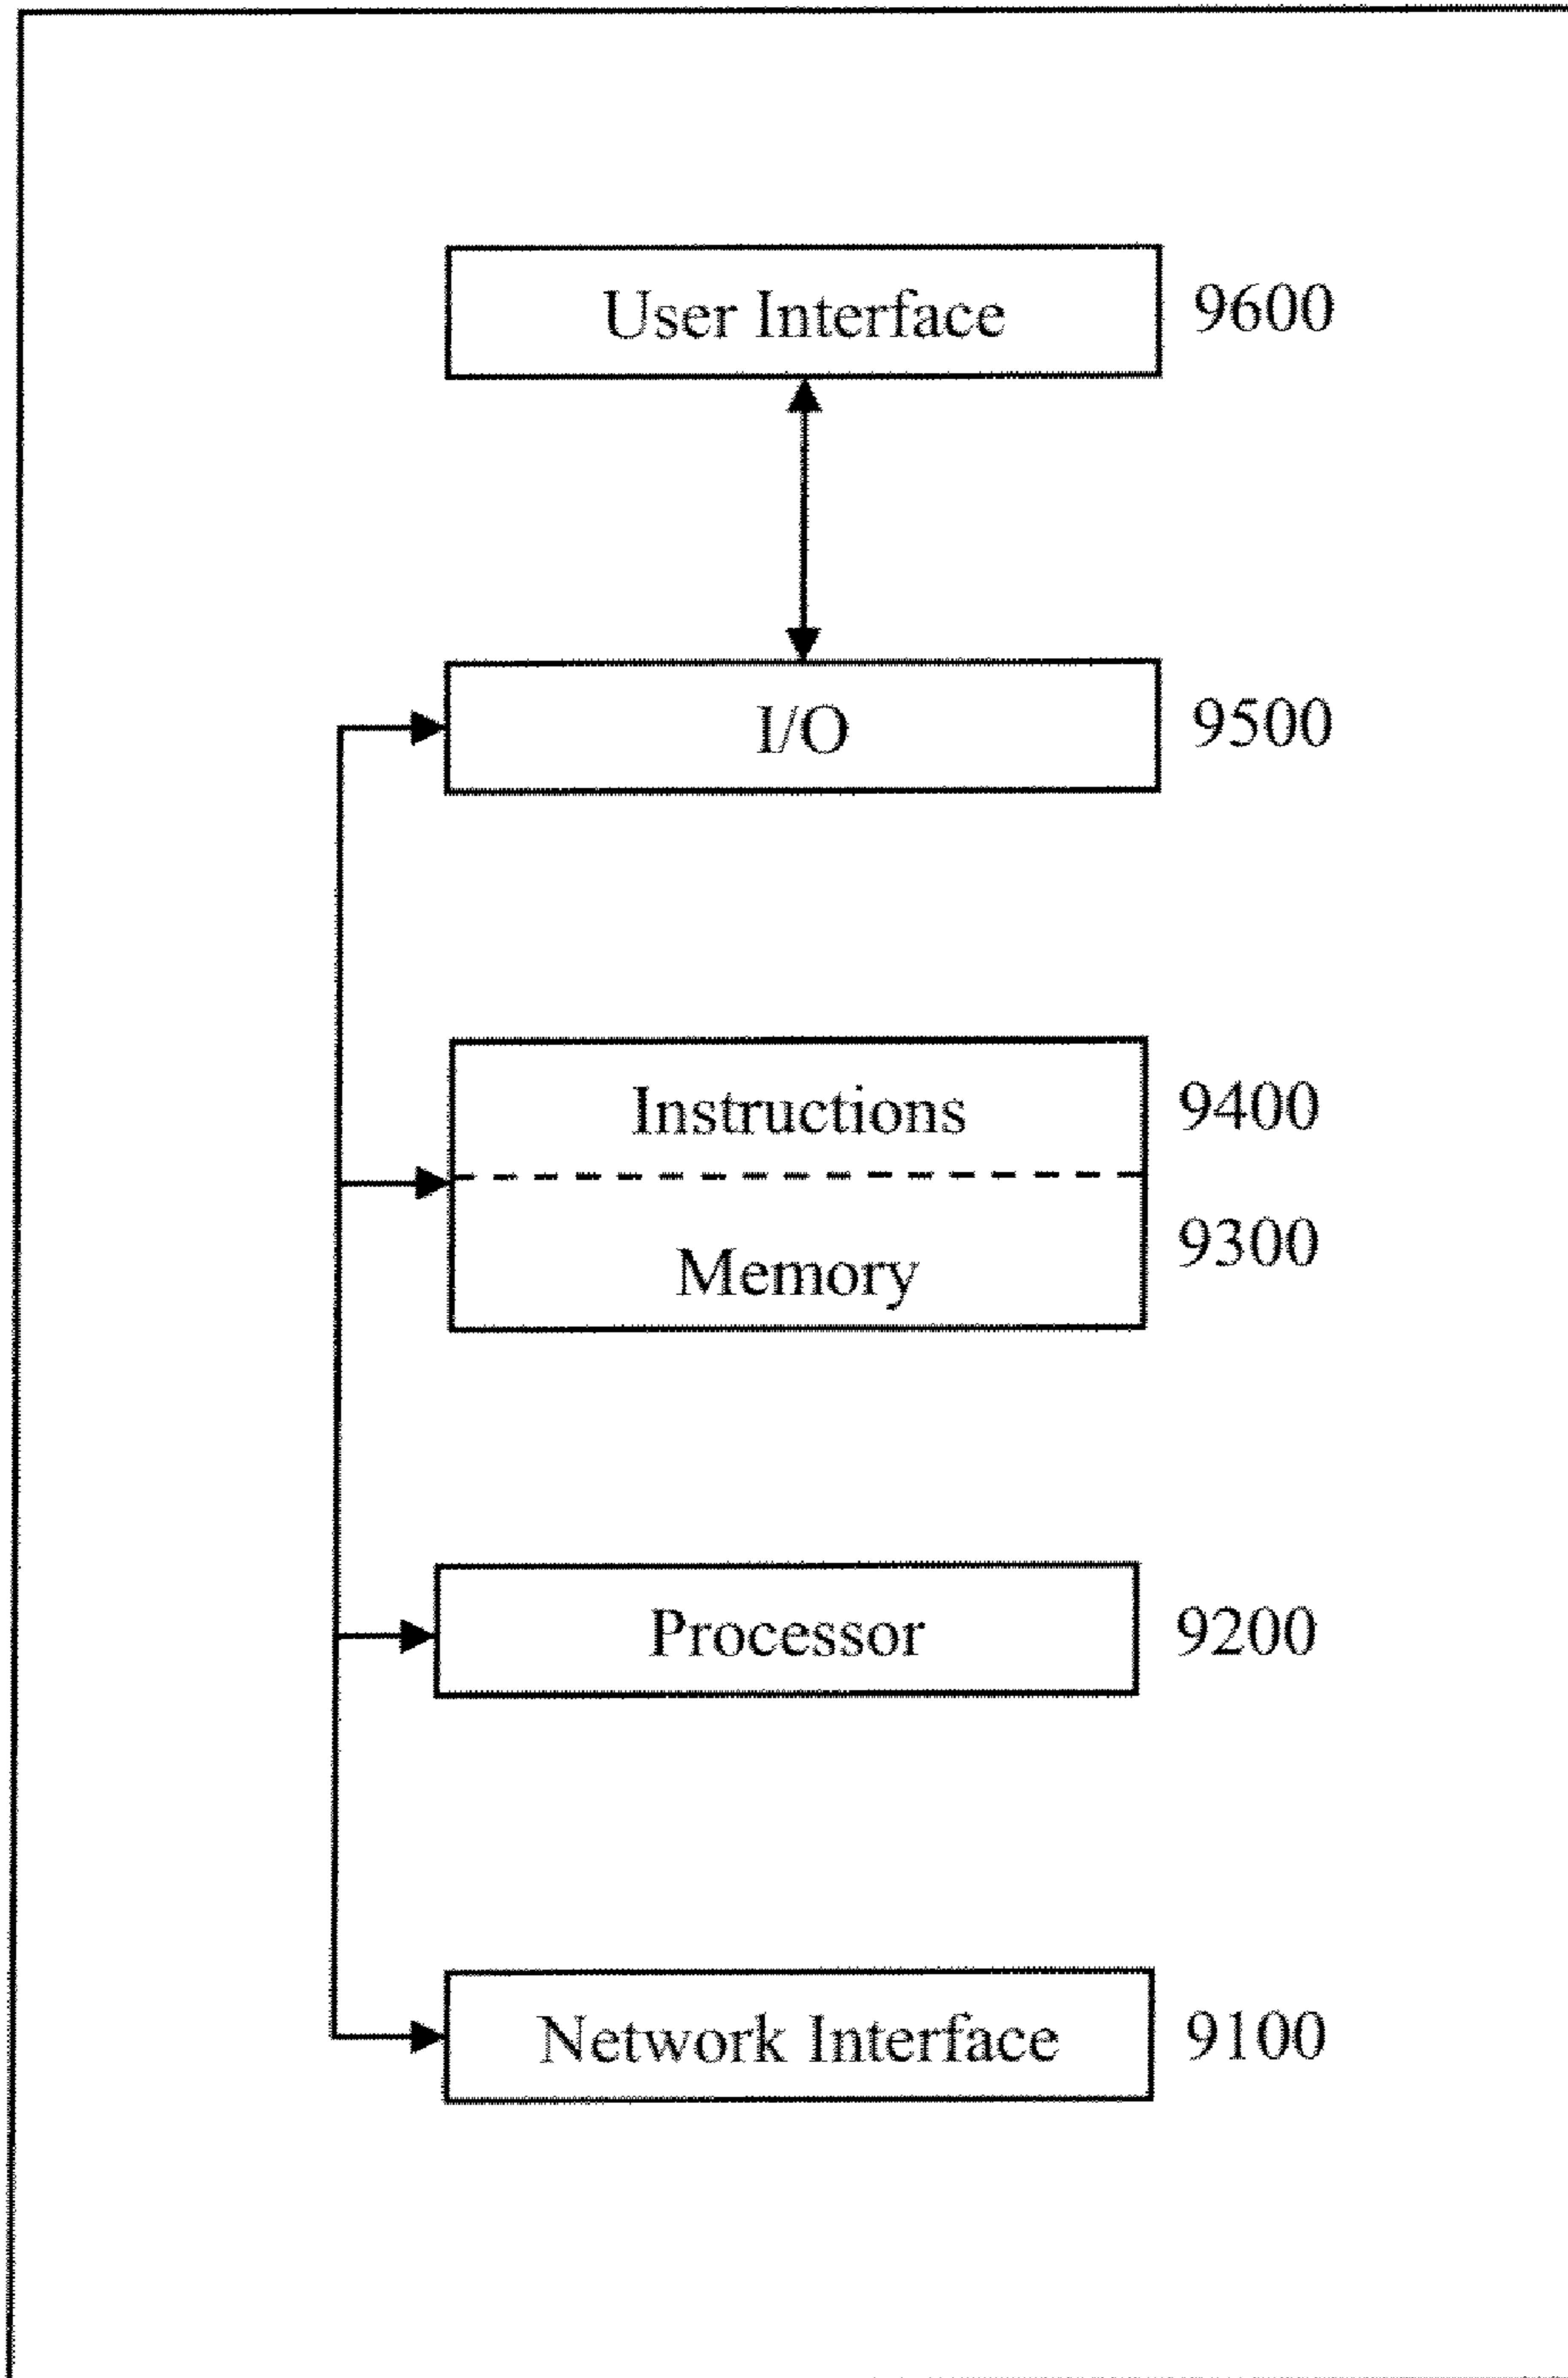 User Interface 9600
I/O 9500
Instructions 9400
Memory 9300
Processor 9200
Network Interface 9100